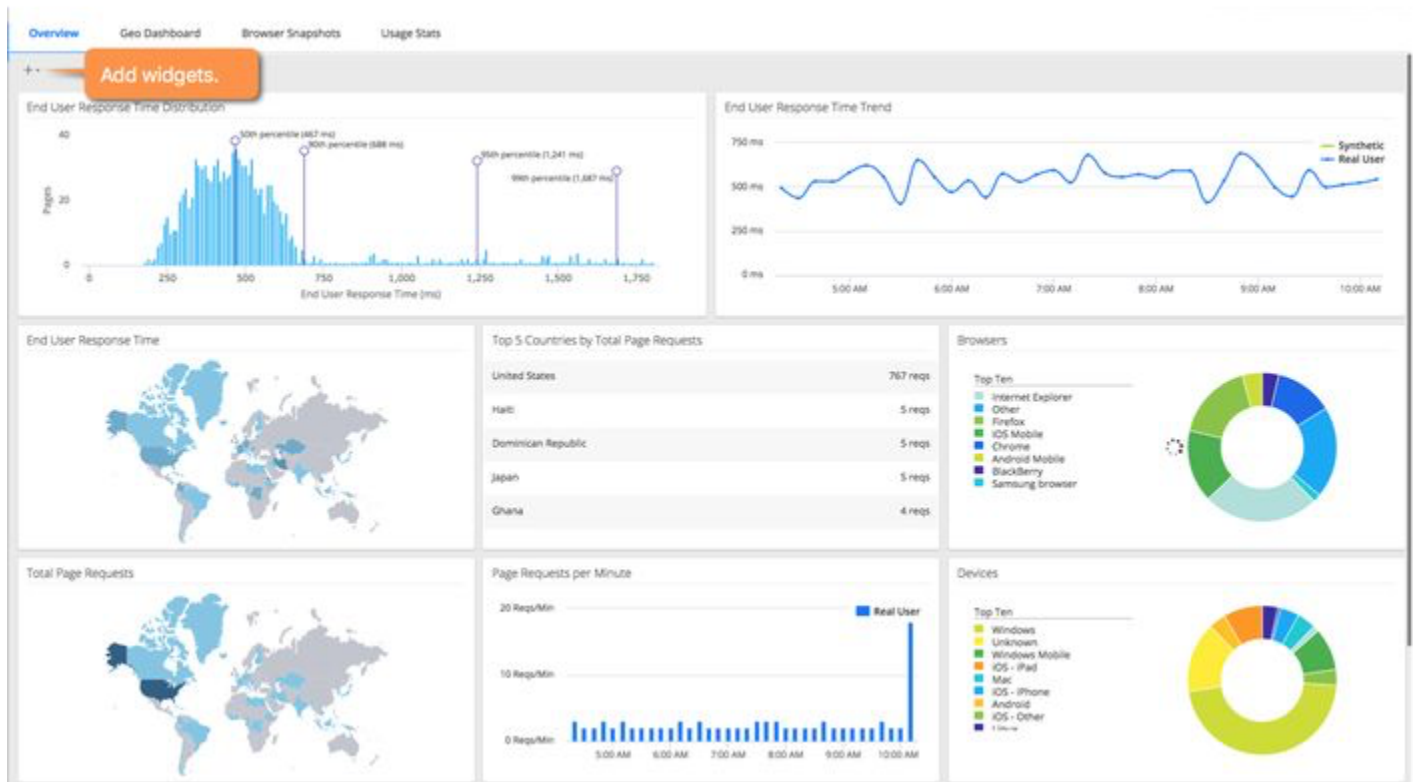 Overview Geo Dashboard Browser Snapshots Usage Stats
Add widgets.
End User Response Time Distribution
40
50th percentile (467 ms)
90th percentile (688 ms)
95th percentile (1,241 ms)
99th percentile (1,687 ms)
Pages
20
0
0 250 500 750 1,000 1,250 1,500 1,750
End User Response Time (ms)
End User Response Time Trend
750 ms
Synthetic
Real User
500 ms
250 ms
0 ms
5:00 AM 6:00 AM 7:00 AM 8:00 AM 9:00 AM 10:00 AM
End User Response Time
Top 5 Countries by Total Page Requests
United States 767 reqs
Haiti 5 reqs
Dominican Republic 5 reqs
Japan 5 reqs
Ghana 4 reqs
Browsers
Top Ten
Internet Explorer
Other
Firefox
iOS Mobile
Chrome
Android Mobile
BlackBerry
Samsung browser
Total Page Requests
Page Requests per Minute
20 Reqs/Min
Real User
10 Reqs/Min
0 Reqs/Min
5:00 AM 6:00 AM 7:00 AM 8:00 AM 9:00 AM 10:00 AM
Devices
Top Ten
Windows
Unknown
Windows Mobile
iOS - iPad
Mac
iOS - iPhone
Android
iOS - Other